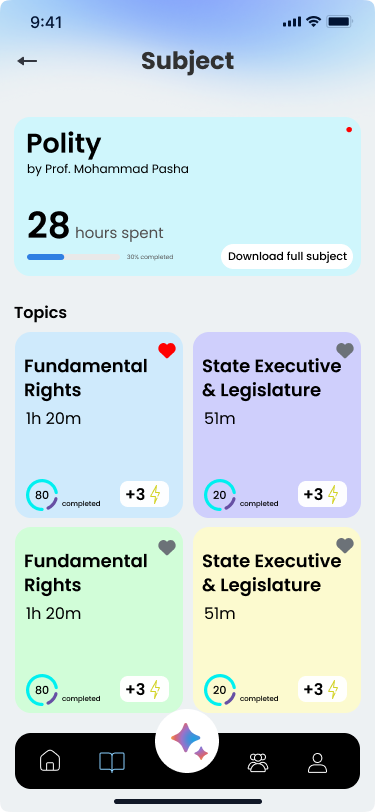 9:41
Subject
Polity
by Prof. Mohammad Pasha
28 hours spent
30% completed
Download full subject
Topics
Fundamental
Rights
1h 20m
80
completed
+3
State Executive
& Legislature
51m
20
completed
+3
Fundamental
Rights
1h 20m
80
completed
+3
State Executive
& Legislature
51m
20
completed
+3